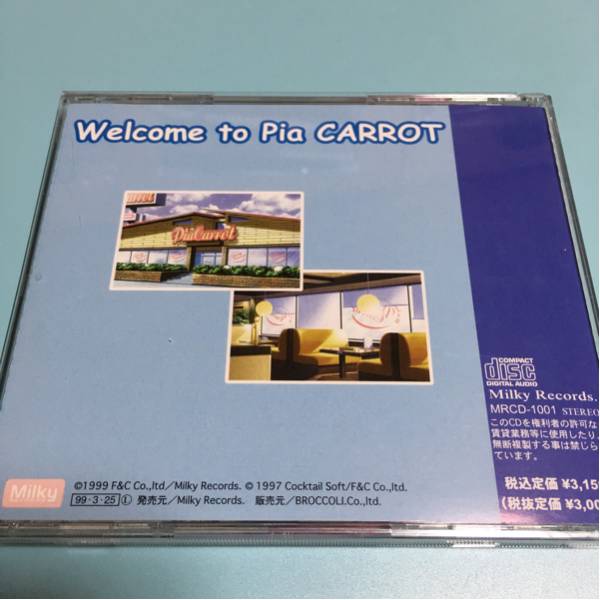 Welcome to Pia CARROT
PiaCarrot
COMPACT
disc
DIGITAL AUDIO
Milky Records.
MRCD-1001 STEREO
このCDを権利者の許可な
賃貸業務等に使用したり
無断複製する事は禁じら
ています。
税込定価 ¥3,15
(税抜定価 ¥3,00
Milky
©1999 F&C Co.,ltd/Milky Records. © 1997 Cocktail Soft/F&C Co.,ltd.
99・3・25 Ⓛ 発売元/Milky Records. 販売元/BROCCOLI.Co.,ltd.